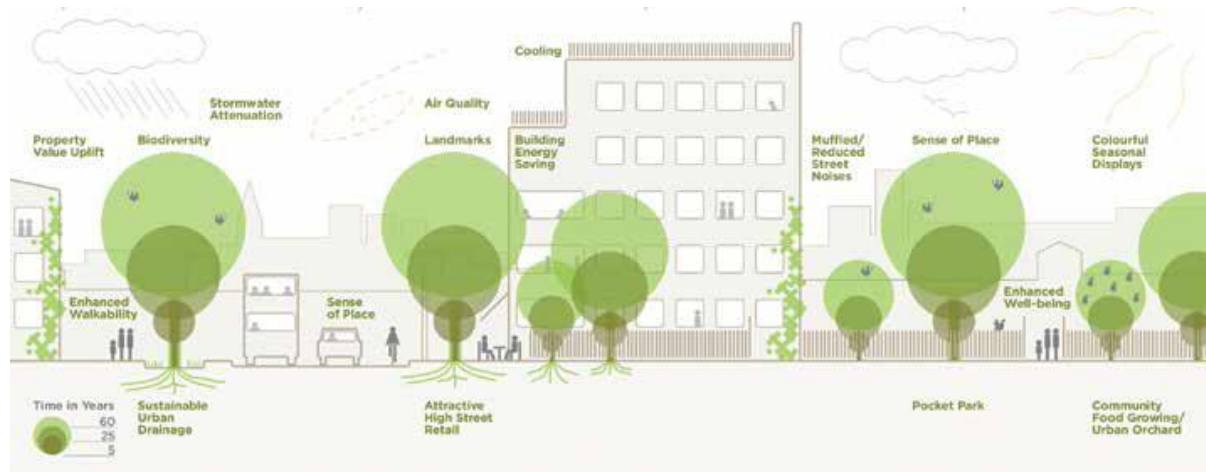 Cooling
Stormwater
Attenuation
Air Quality
Property
Value Uplift
Biodiversity
Landmarks
Building
Energy
Saving
Muffled/
Reduced
Street
Noises
Sense of Place
Colourful
Seasonal
Displays
Enhanced
Walkability
Sense
of Place
Enhanced
Well-being
Time in Years
60
25
5
Sustainable
Urban
Drainage
Attractive
High Street
Retail
Pocket Park
Community
Food Growing/
Urban Orchard